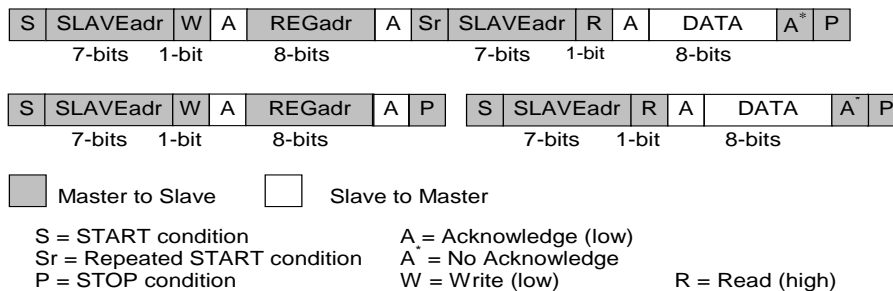 S SLAVEadr W A REGadr A Sr SLAVEadr R A DATA A* P
7-bits 1-bit 8-bits 7-bits 1-bit 8-bits
S SLAVEadr W A REGadr A P S SLAVEadr R A DATA A* P
7-bits 1-bit 8-bits 7-bits 1-bit 8-bits
Master to Slave Slave to Master
S = START condition A = Acknowledge (low)
Sr = Repeated START condition A* = No Acknowledge
P = STOP condition W = Write (low) R = Read (high)